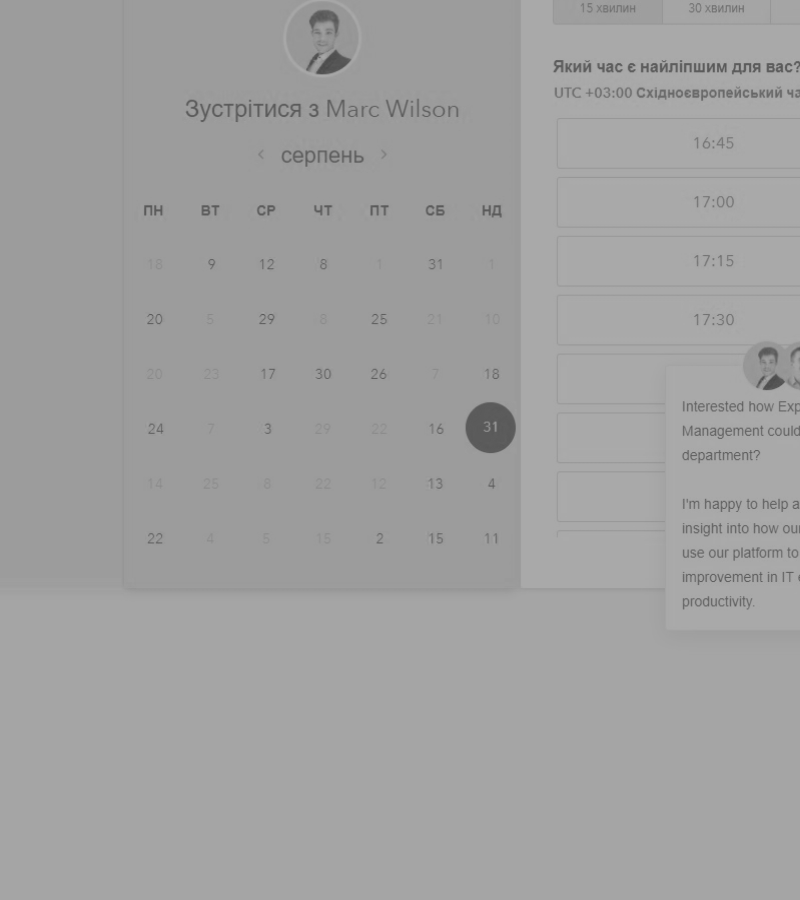 15 хвилин 30 хвилин
Зустрітися з Marc Wilson
серпень
ПН ВТ СР ЧТ ПТ СБ НД
18 9 12 8 1 31 1
20 5 29 8 25 21 10
20 23 17 30 26 7 18
24 7 3 29 22 16 31
14 25 8 22 12 13 4
22 4 5 15 2 15 11
Який час є найліпшим для вас?
UTC +03:00 Східноєвропейський ча
16:45
17:00
17:15
17:30
Interested how Exp
Management could
department?
I'm happy to help a
insight into how our
use our platform to
improvement in IT e
productivity.